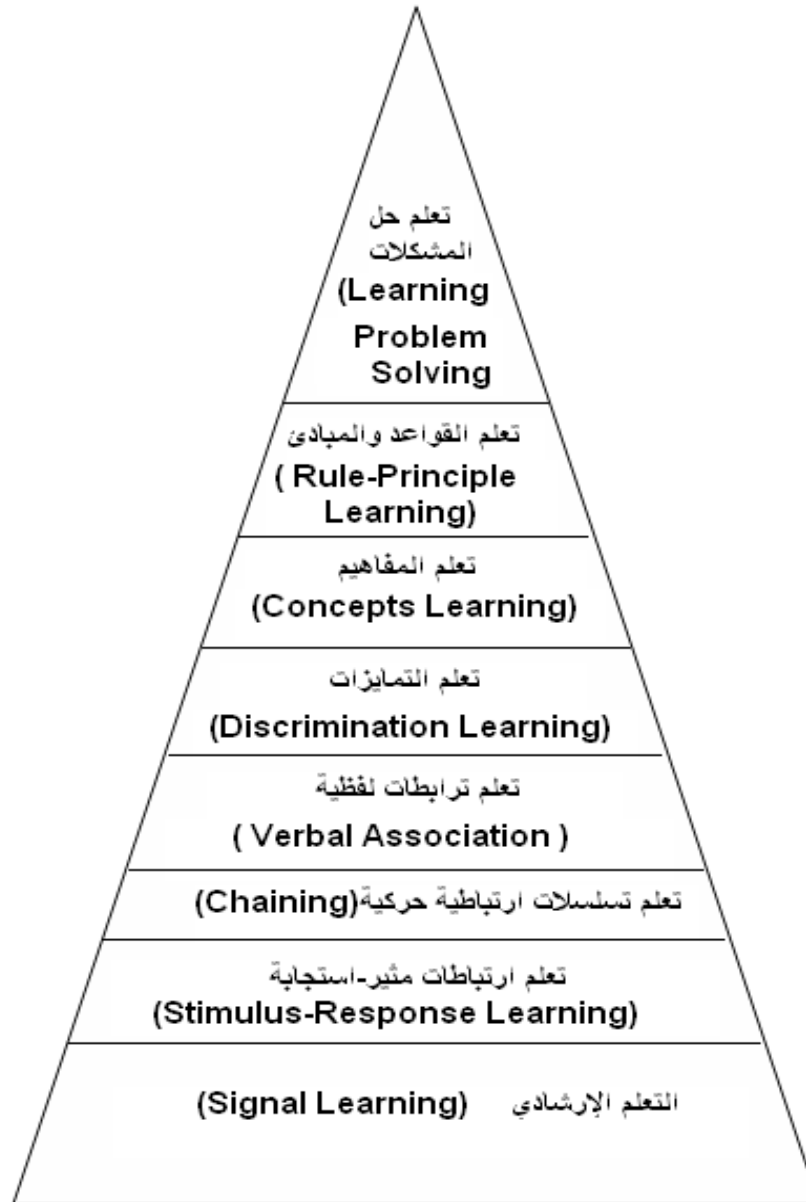 تعلم حل
المشكلات
(Learning
Problem
Solving
تعلم القواعد والمبادئ
( Rule-Principle
Learning)
تعلم المفاهيم
(Concepts Learning)
تعلم التمايزات
(Discrimination Learning)
تعلم ترابطات لفظية
( Verbal Association )
تعلم تسلسلات ارتباطية حركية(Chaining)
تعلم ارتباطات مثير-استجابة
(Stimulus-Response Learning)
التعلم الإرشادي (Signal Learning)